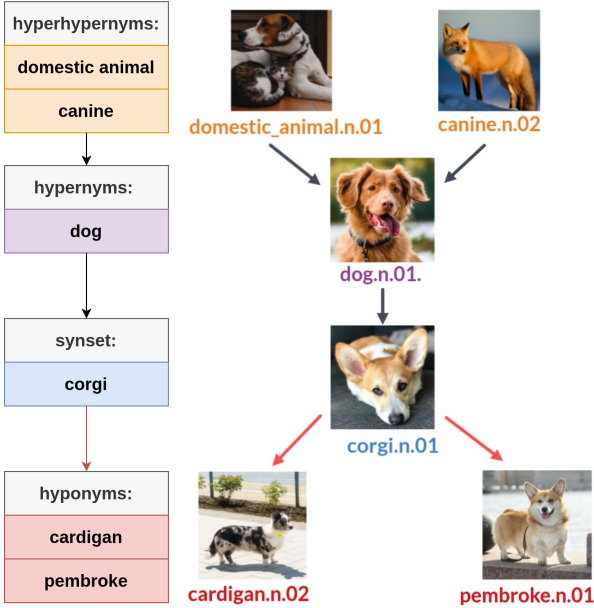 hyperhypernyms:
domestic animal
canine
hypernyms:
dog
synset:
corgi
hyponyms:
cardigan
pembroke
domestic_animal.n.01
canine.n.02
dog.n.01.
corgi.n.01
cardigan.n.02
pembroke.n.01